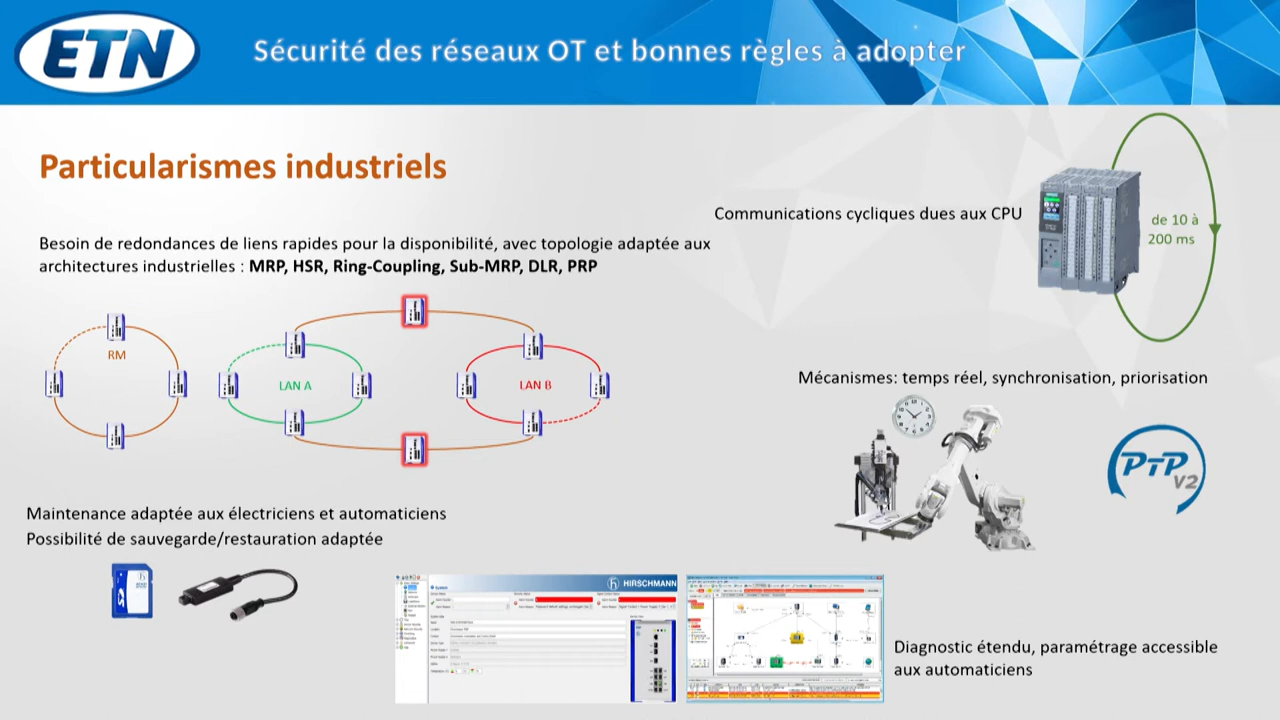 ETN
Sécurité des réseaux OT et bonnes règles à adopter
Particularismes industriels
Communications cycliques dues aux CPU
de 10 à
200 ms
Besoin de redondances de liens rapides pour la disponibilité, avec topologie adaptée aux
architectures industrielles : MRP, HSR, Ring-Coupling, Sub-MRP, DLR, PRP
RM
LAN A
LAN B
Mécanismes: temps réel, synchronisation, priorisation
PTP
V2
Maintenance adaptée aux électriciens et automaticiens
Possibilité de sauvegarde/restauration adaptée
HIRSCHMANN
Diagnostic étendu, paramétrage accessible
aux automaticiens